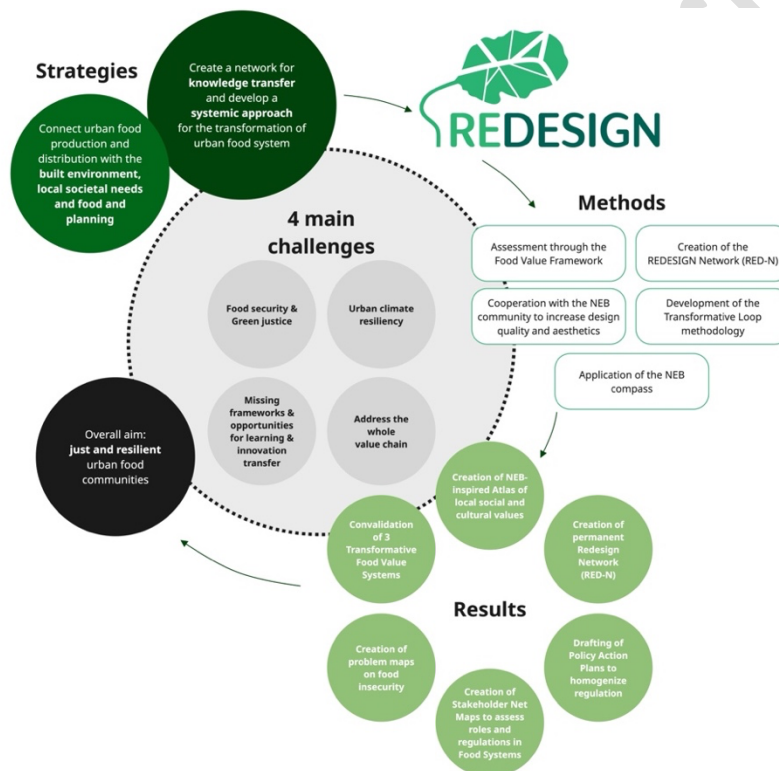 Strategies
Create a network for
knowledge transfer
and develop a
systemic approach
for the transformation of
urban food system
Connect urban food
production and
distribution with the
built environment,
local societal needs
and food and
planning
REDESIGN
4 main
challenges
Food security &
Green justice
Urban climate
resiliency
Missing
frameworks &
opportunities
for learning &
innovation
transfer
Address the
whole
value chain
Methods
Assessment through the
Food Value Framework
Creation of the
REDESIGN Network (RED-N)
Cooperation with the NEB
community to increase design
quality and aesthetics
Development of the
Transformative Loop
methodology
Application of the NEB
compass
Overall aim:
just and resilient
urban food
communities
Results
Creation of NEB-
inspired Atlas of
local social and
cultural values
Creation of
permanent
Redesign
Network
(RED-N)
Drafting of
Policy Action
Plans to
homogenize
regulation
Creation of
Stakeholder Net
Maps to assess
roles and
regulations in
Food Systems
Creation of
problem maps
on food
insecurity
Convalidation
of 3
Transformative
Food Value
Systems